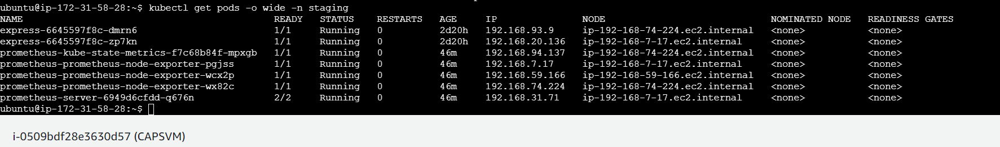 ubuntu@ip-172-31-58-28:~$ kubectl get pods -o wide -n staging
NAME READY STATUS RESTARTS AGE IP NODE NOMINATED NODE READINESS GATES
express-6645597f8c-dmrn6 1/1 Running 0 2d20h 192.168.93.9 ip-192-168-74-224.ec2.internal <none> <none>
express-6645597f8c-zp7kn 1/1 Running 0 2d20h 192.168.20.136 ip-192-168-7-17.ec2.internal <none> <none>
prometheus-kube-state-metrics-f7c68b84f-mpxgb 1/1 Running 0 46m 192.168.94.137 ip-192-168-74-224.ec2.internal <none> <none>
prometheus-prometheus-node-exporter-pgjss 1/1 Running 0 46m 192.168.7.17 ip-192-168-7-17.ec2.internal <none> <none>
prometheus-prometheus-node-exporter-wcx2p 1/1 Running 0 46m 192.168.59.166 ip-192-168-59-166.ec2.internal <none> <none>
prometheus-prometheus-node-exporter-wx82c 1/1 Running 0 46m 192.168.74.224 ip-192-168-74-224.ec2.internal <none> <none>
prometheus-server-6949d6cfdd-q676n 2/2 Running 0 46m 192.168.31.71 ip-192-168-7-17.ec2.internal <none> <none>
ubuntu@ip-172-31-58-28:~$
i-0509bdf28e3630d57 (CAPSVM)